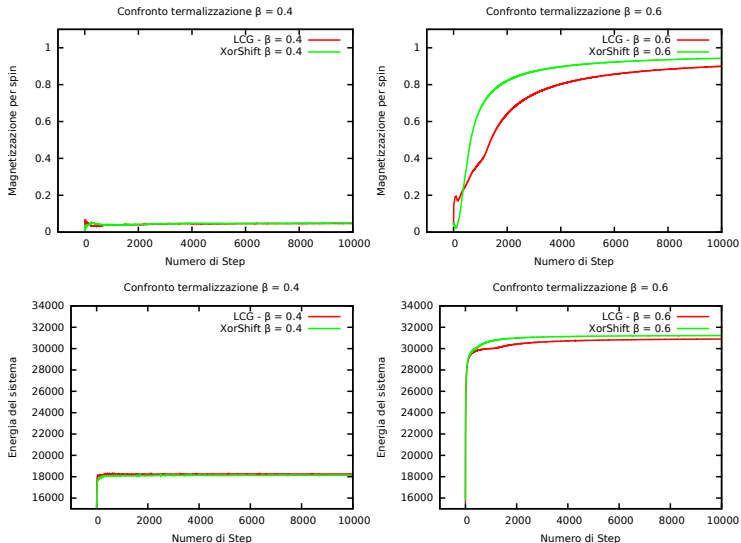 Confronto termalizzazione β = 0.4
LCG - β = 0.4
XorShift β = 0.4
Magnetizzazione per spin
1
0.8
0.6
0.4
0.2
0
0 2000 4000 6000 8000 10000
Numero di Step
Confronto termalizzazione β = 0.6
LCG - β = 0.6
XorShift β = 0.6
Magnetizzazione per spin
1
0.8
0.6
0.4
0.2
0
0 2000 4000 6000 8000 10000
Numero di Step
Confronto termalizzazione β = 0.4
LCG - β = 0.4
XorShift β = 0.4
Energia del sistema
34000
32000
30000
28000
26000
24000
22000
20000
18000
16000
0 2000 4000 6000 8000 10000
Numero di Step
Confronto termalizzazione β = 0.6
LCG - β = 0.6
XorShift β = 0.6
Energia del sistema
34000
32000
30000
28000
26000
24000
22000
20000
18000
16000
0 2000 4000 6000 8000 10000
Numero di Step